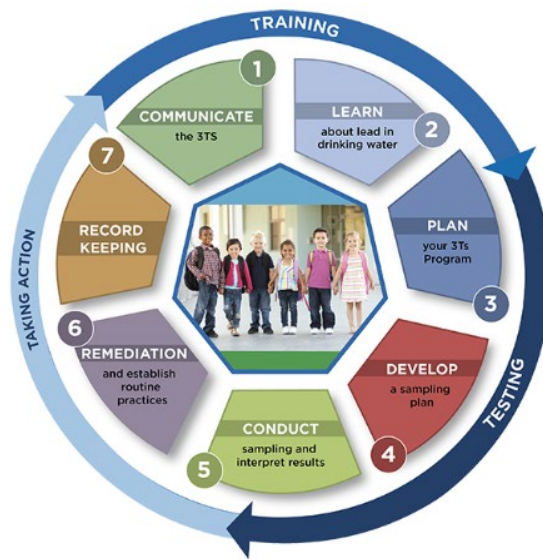 TRAINING
1
COMMUNICATE
the 3TS
2
LEARN
about lead in
drinking water
3
PLAN
your 3Ts
Program
TESTING
4
DEVELOP
a sampling
plan
5
CONDUCT
sampling and
interpret results
TAKING ACTION
6
REMEDIATION
and establish
routine
practices
7
RECORD
KEEPING